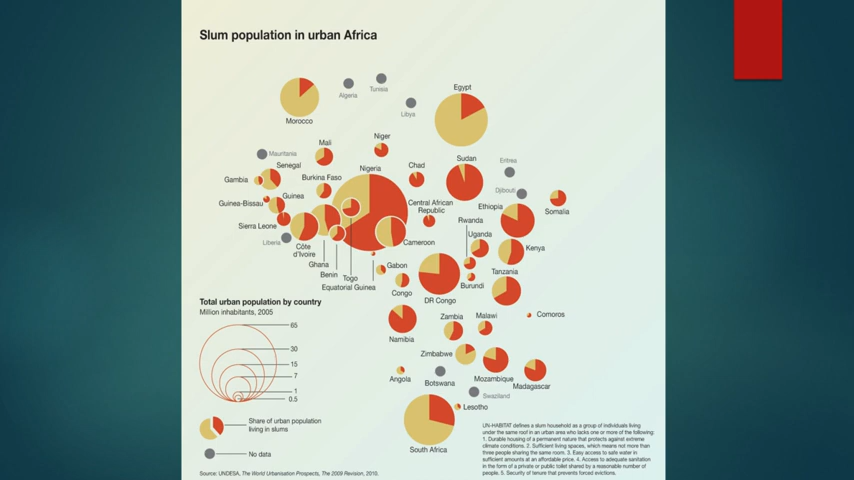 Slum population in urban Africa
Egypt
Tunisia
Algeria
Libya
Morocco
Niger
Mali
Mauritania
Senegal
Nigeria
Chad
Sudan
Eritrea
Gambia
Burkina Faso
Djibouti
Guinea-Bissau
Guinea
Central African
Republic
Ethiopia
Somalia
Rwanda
Sierra Leone
Uganda
Liberia
Cameroon
Kenya
Côte
d'Ivoire
Ghana
Benin
Togo
Gabon
Equatorial Guinea
Congo
DR Congo
Burundi
Tanzania
Total urban population by country
Million inhabitants, 2005
65
30
15
7
1
0.5
Namibia
Zambia
Malawi
Comoros
Zimbabwe
Angola
Botswana
Mozambique
Madagascar
Swaziland
Lesotho
South Africa
Share of urban population
living in slums
No data
UN-HABITAT defines a slum household as a group of individuals living
under the same roof in an urban area who lacks one or more of the following:
1. Durable housing of a permanent nature that protects against extreme
climate conditions. 2. Sufficient living spaces, which means not more than
three people sharing the same room. 3. Easy access to safe water in
sufficient amounts at an affordable price. 4. Access to adequate sanitation
in the form of a private or public toilet shared by a reasonable number of
people. 5. Security of tenure that prevents forced evictions.
Source: UNDESA, The World Urbanisation Prospects, The 2009 Revision, 2010.